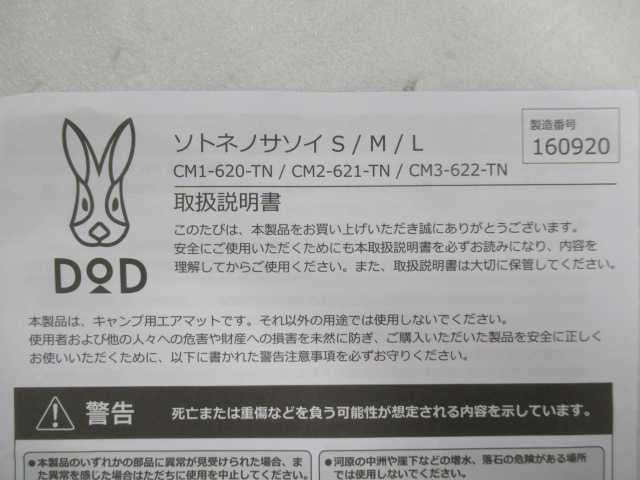 DOD
ソトネノサソイ S / M / L
CM1-620-TN / CM2-621-TN / CM3-622-TN
製造番号
160920
取扱説明書
このたびは、本製品をお買い上げいただき誠にありがとうございます。
安全にご使用いただくためにも本取扱説明書を必ずお読みになり、内容を
理解してからご使用ください。また、取扱説明書は大切に保管してください。
本製品は、キャンプ用エアマットです。それ以外の用途では使用しないでください。
使用者および他の人々への危害や財産への損害を未然に防ぎ、ご購入いただいた製品を安全に正しく
お使いいただくために、以下に書かれた警告注意事項を必ずお守りください。
警告 死亡または重傷などを負う可能性が想定される内容を示しています。
●本製品のいずれかの部品に異常が見受けられた場合、ま
た異常を感じた場合はただちに使用を中止してください。
●河原の中洲や崖下などの増水、落石の危険がある場所
では使用しないでください。